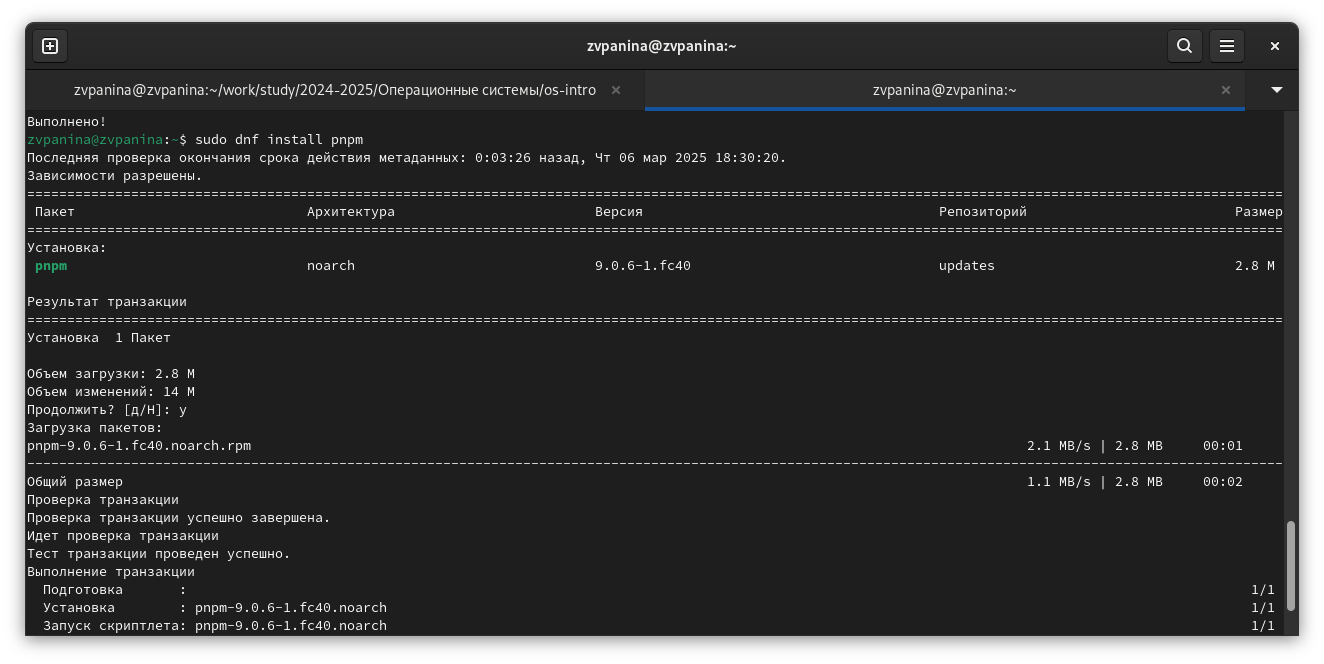 zvpanina@zvpanina:~
zvpanina@zvpanina:~/work/study/2024-2025/Операционные системы/os-intro
zvpanina@zvpanina:~
Выполнено!
zvpanina@zvpanina:~$ sudo dnf install pnpm
Последняя проверка окончания срока действия метаданных: 0:03:26 назад, Чт 06 мар 2025 18:30:20.
Зависимости разрешены.
Пакет Архитектура Версия Репозиторий Размер
Установка:
pnpm noarch 9.0.6-1.fc40 updates 2.8 M
Результат транзакции
Установка 1 Пакет
Объем загрузки: 2.8 M
Объем изменений: 14 M
Продолжить? [д/Н]: y
Загрузка пакетов:
pnpm-9.0.6-1.fc40.noarch.rpm 2.1 MB/s | 2.8 MB 00:01
Общий размер 1.1 MB/s | 2.8 MB 00:02
Проверка транзакции
Проверка транзакции успешно завершена.
Идет проверка транзакции
Тест транзакции проведен успешно.
Выполнение транзакции
Подготовка : 1/1
Установка : pnpm-9.0.6-1.fc40.noarch 1/1
Запуск скриптлета: pnpm-9.0.6-1.fc40.noarch 1/1